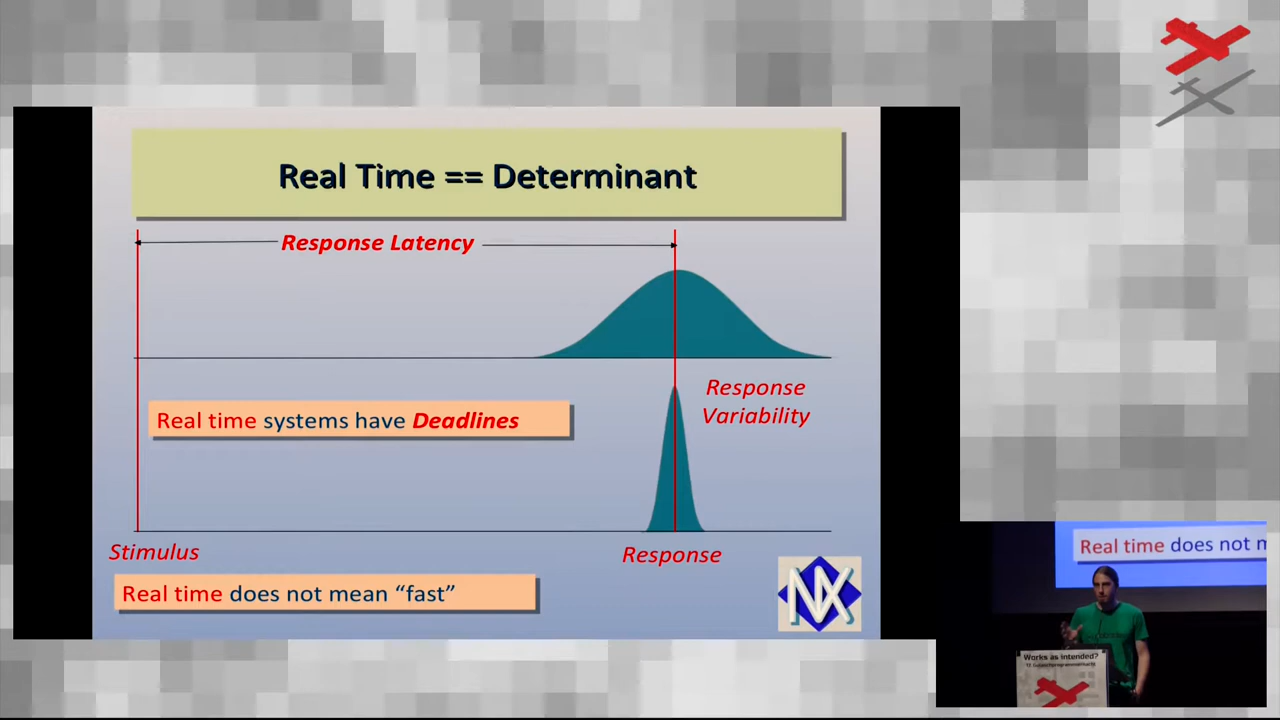 Real Time == Determinant
Response Latency
Response
Variability
Real time systems have Deadlines
Stimulus
Response
Real time does not mean “fast”
NX
Real time does not m
Works as intended?